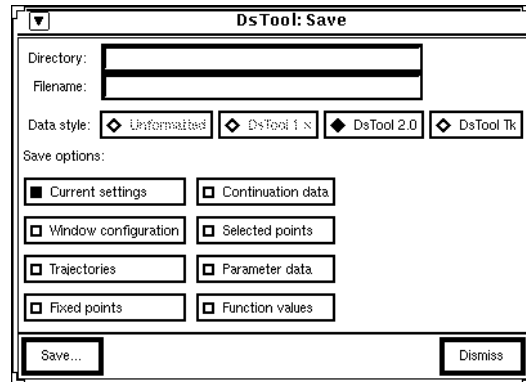 DsTool: Save
Directory:
Filename:
Data style: Unformatted DsTool 1.x DsTool 2.0 DsTool Tk
Save options:
Current settings Continuation data
Window configuration Selected points
Trajectories Parameter data
Fixed points Function values
Save... Dismiss